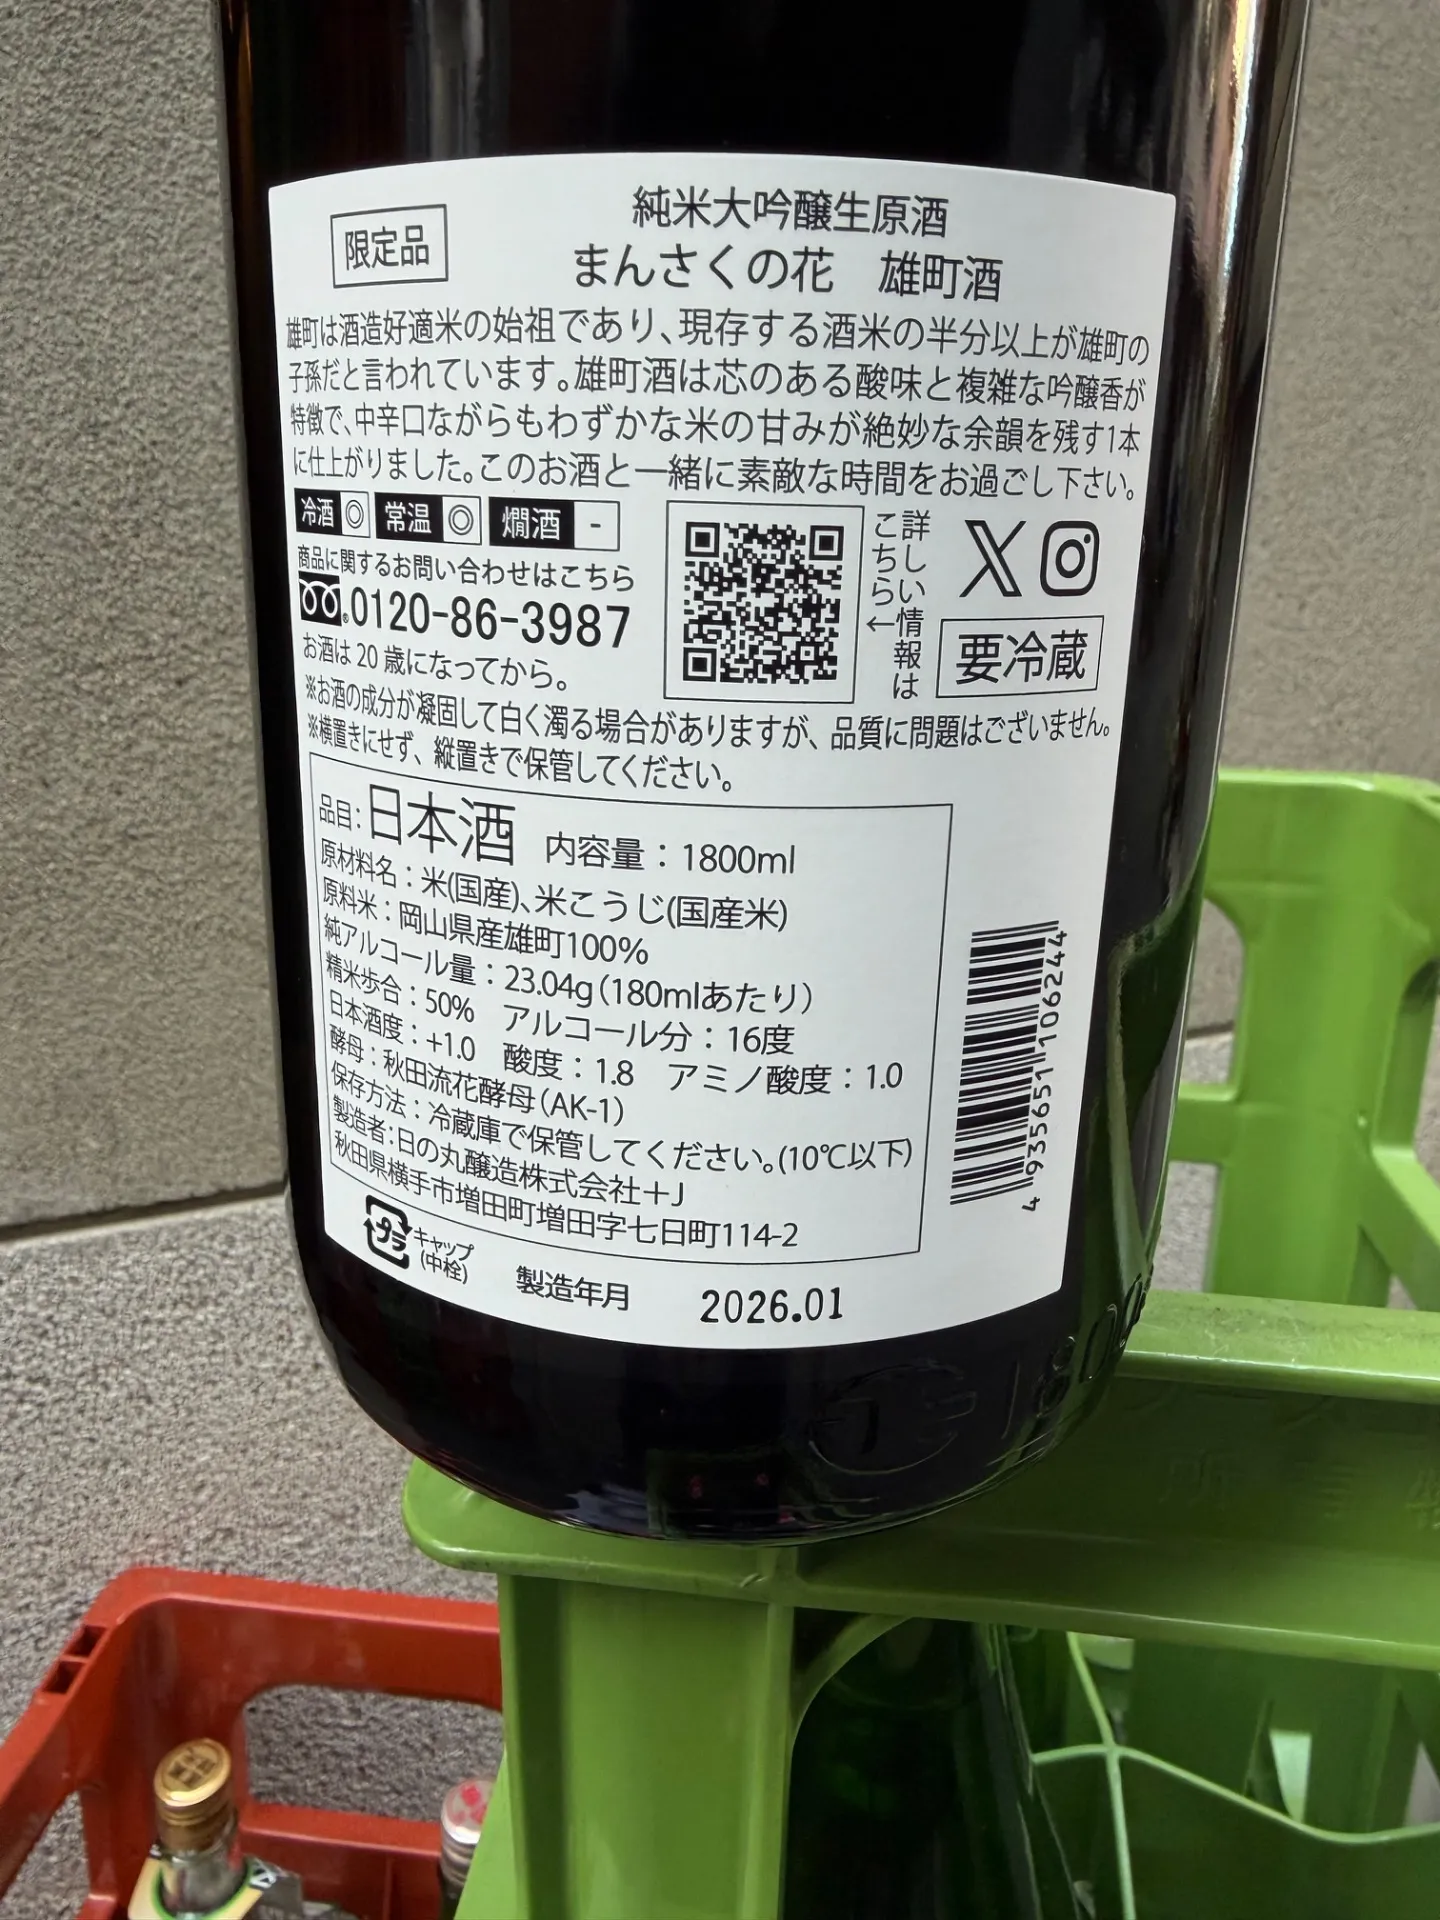 限定品
純米大吟醸生原酒
まんさくの花 雄町酒
雄町は酒造好適米の始祖であり、現存する酒米の半分以上が雄町の
子孫だと言われています。雄町酒は芯のある酸味と複雑な吟醸香が
特徴で、中辛口ながらもわずかな米の甘みが絶妙な余韻を残す1本
に仕上がりました。このお酒と一緒に素敵な時間をお過ごし下さい。
冷酒 ◎ 常温 ◎ 燗酒 -
商品に関するお問い合わせはこちら
0120-86-3987
お酒は20歳になってから。
詳しい情報は
こちら←
要冷蔵
※お酒の成分が凝固して白く濁る場合がありますが、品質に問題はございません。
※横置きにせず、縦置きで保管してください。
品目:日本酒 内容量:1800ml
原材料名:米(国産)、米こうじ(国産米)
原料米:岡山県産雄町100%
純アルコール量:23.04g(180mlあたり)
精米歩合:50% アルコール分:16度
日本酒度:+1.0 酸度:1.8 アミノ酸度:1.0
酵母:秋田流花酵母(AK-1)
保存方法:冷蔵庫で保管してください。(10℃以下)
製造者:日の丸醸造株式会社+J
秋田県横手市増田町増田字七日町114-2
プラ キャップ
(中栓)
製造年月 2026.01
4 935651 106244